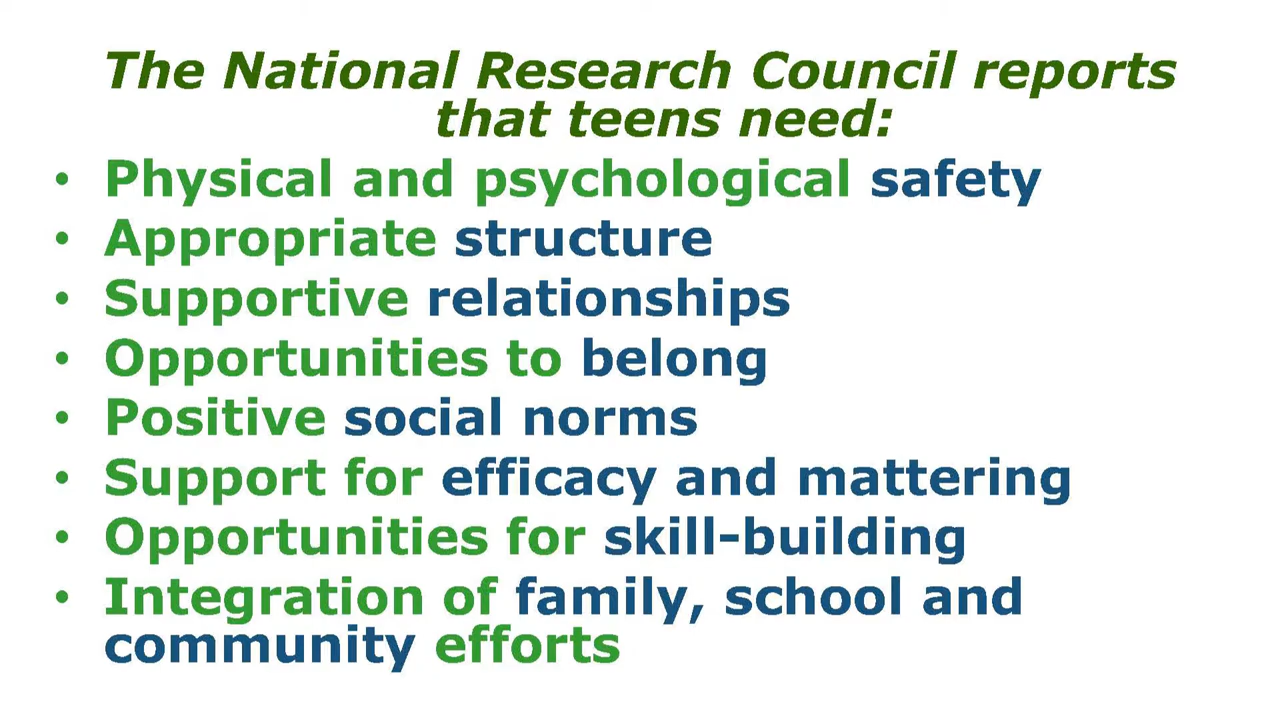 The National Research Council reports
that teens need:
• Physical and psychological safety
• Appropriate structure
• Supportive relationships
• Opportunities to belong
• Positive social norms
• Support for efficacy and mattering
• Opportunities for skill-building
• Integration of family, school and
community efforts